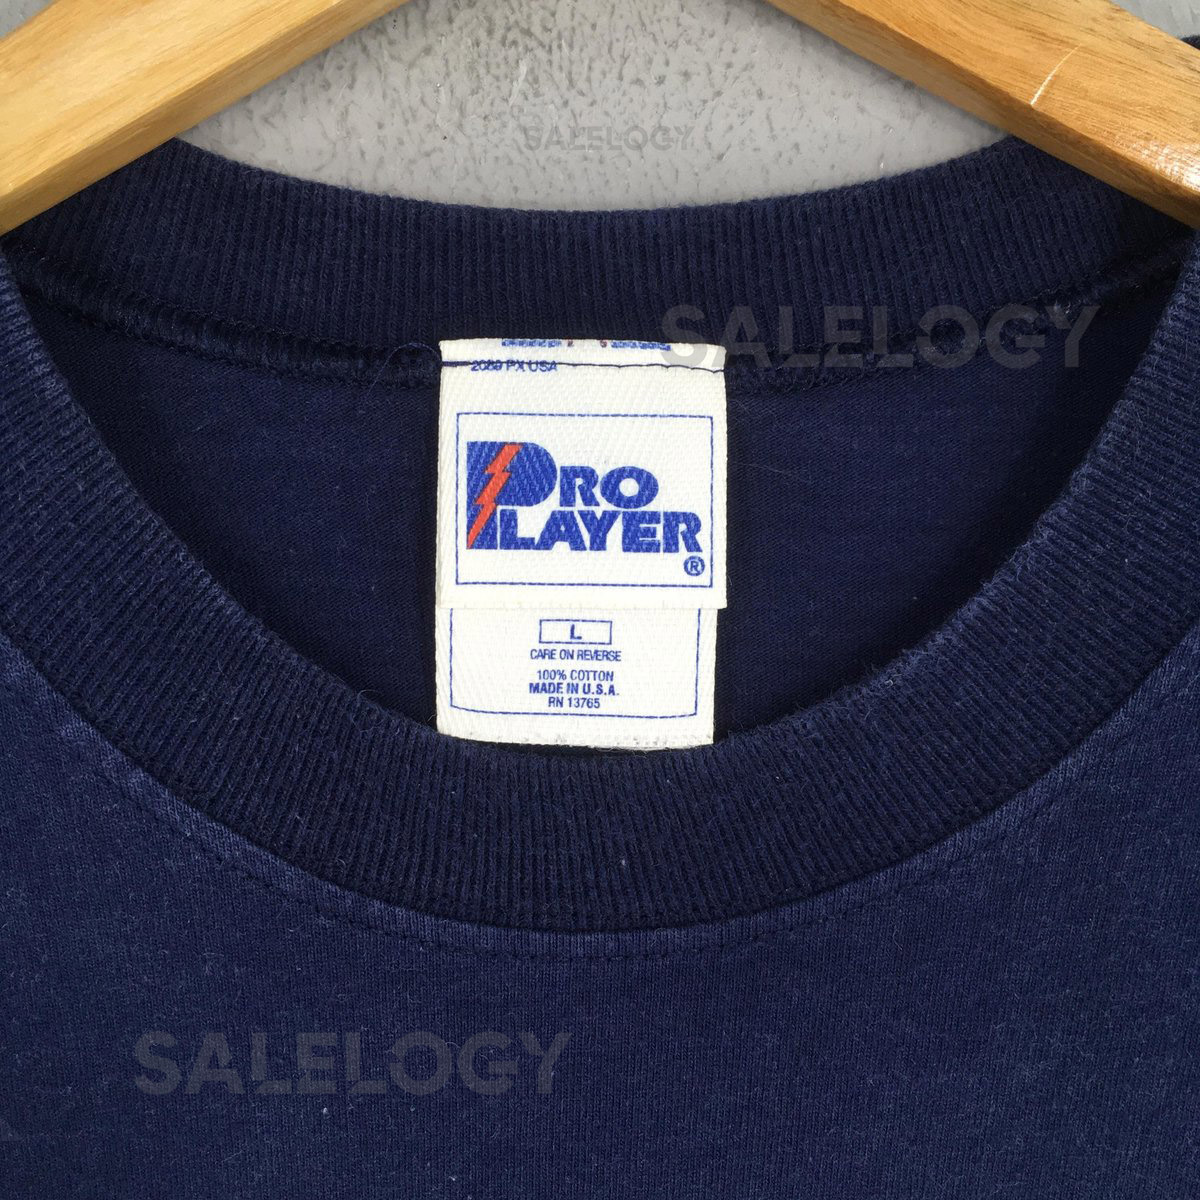 SALELOGY
SALELOGY
PX USA
PRO
PLAYER
®
L
CARE ON REVERSE
100% COTTON
MADE IN U.S.A.
RN 13765
SALELOGY